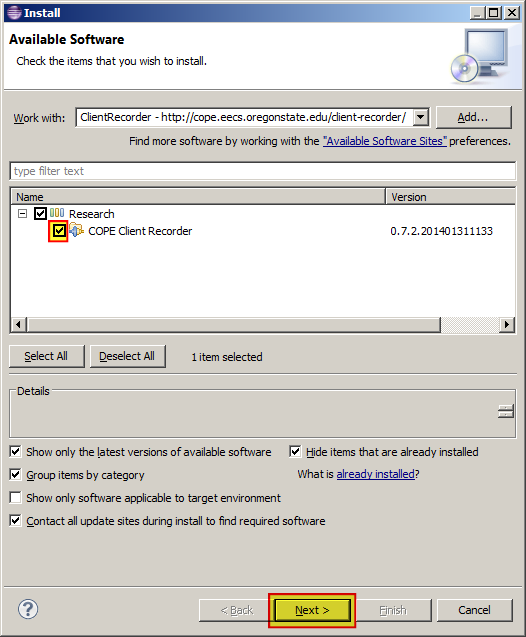 Install
Available Software
Check the items that you wish to install.
Work with: ClientRecorder - http://cope.eecs.oregonstate.edu/client-recorder/ Add...
Find more software by working with the "Available Software Sites" preferences.
type filter text
Name Version
Research
COPE Client Recorder 0.7.2.201401311133
Select All Deselect All 1 item selected
Details
Show only the latest versions of available software Hide items that are already installed
Group items by category What is already installed?
Show only software applicable to target environment
Contact all update sites during install to find required software
? < Back Next > Finish Cancel